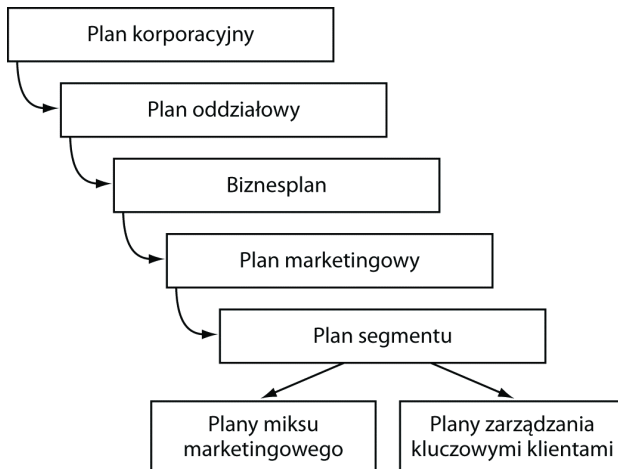 Plan korporacyjny
Plan oddziałowy
Biznesplan
Plan marketingowy
Plan segmentu
Plany miksu
marketingowego
Plany zarządzania
kluczowymi klientami